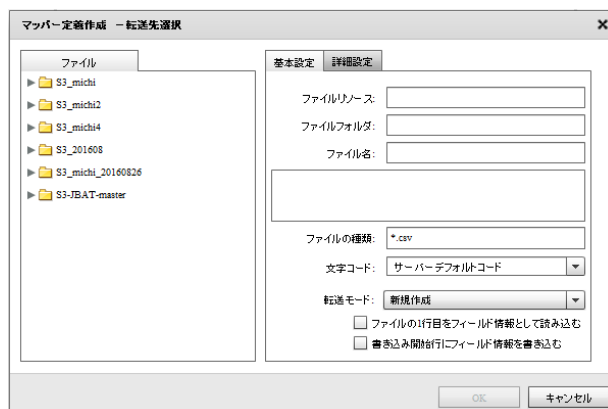 マッパー定義作成 －転送先選択
ファイル
S3_michi
S3_michi2
S3_michi4
S3_201608
S3_michi_20160826
S3-JBAT-master
基本設定 詳細設定
ファイルリソース:
ファイルフォルダ:
ファイル名:
ファイルの種類: *.csv
文字コード: サーバーデフォルトコード
転送モード: 新規作成
ファイルの1行目をフィールド情報として読み込む
書き込み開始行にフィールド情報を書き込む
OK キャンセル